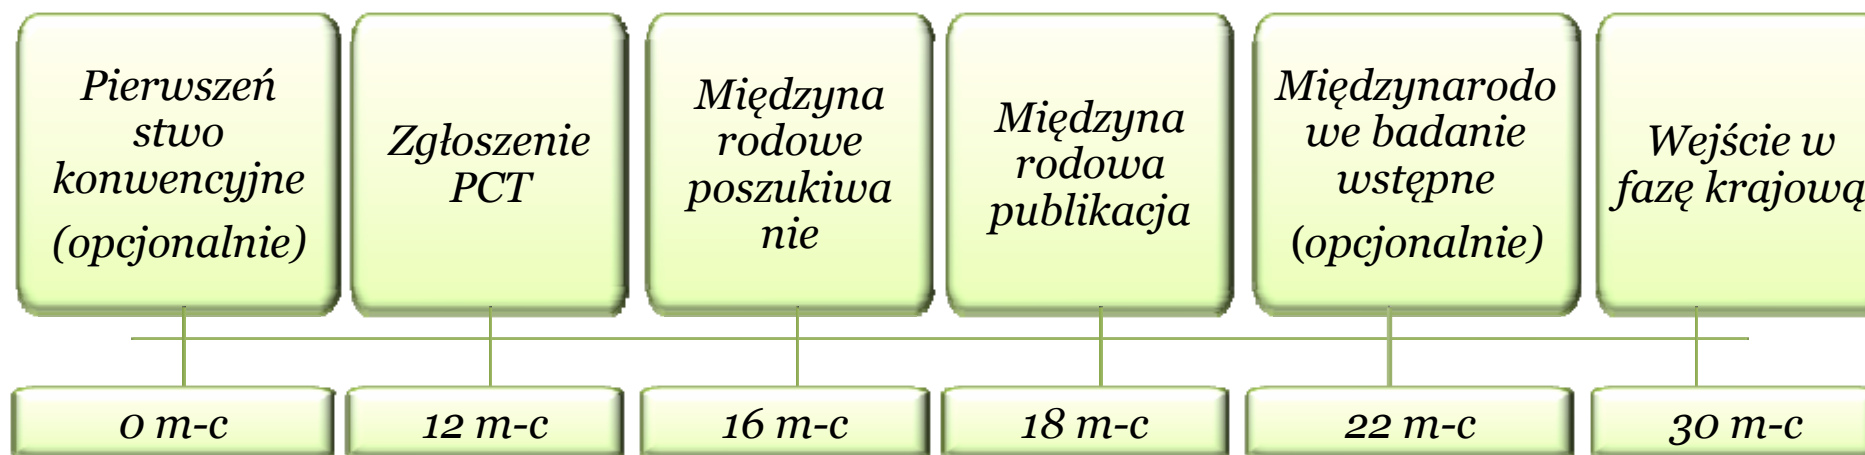 Pierwszeń
stwo
konwencyjne
(opcjonalnie)
Zgłoszenie
PCT
Międzyna
rodowe
poszukiwa
nie
Międzyna
rodowa
publikacja
Międzynarodo
we badanie
wstępne
(opcjonalnie)
Wejście w
fazę krajową
0 m-c
12 m-c
16 m-c
18 m-c
22 m-c
30 m-c